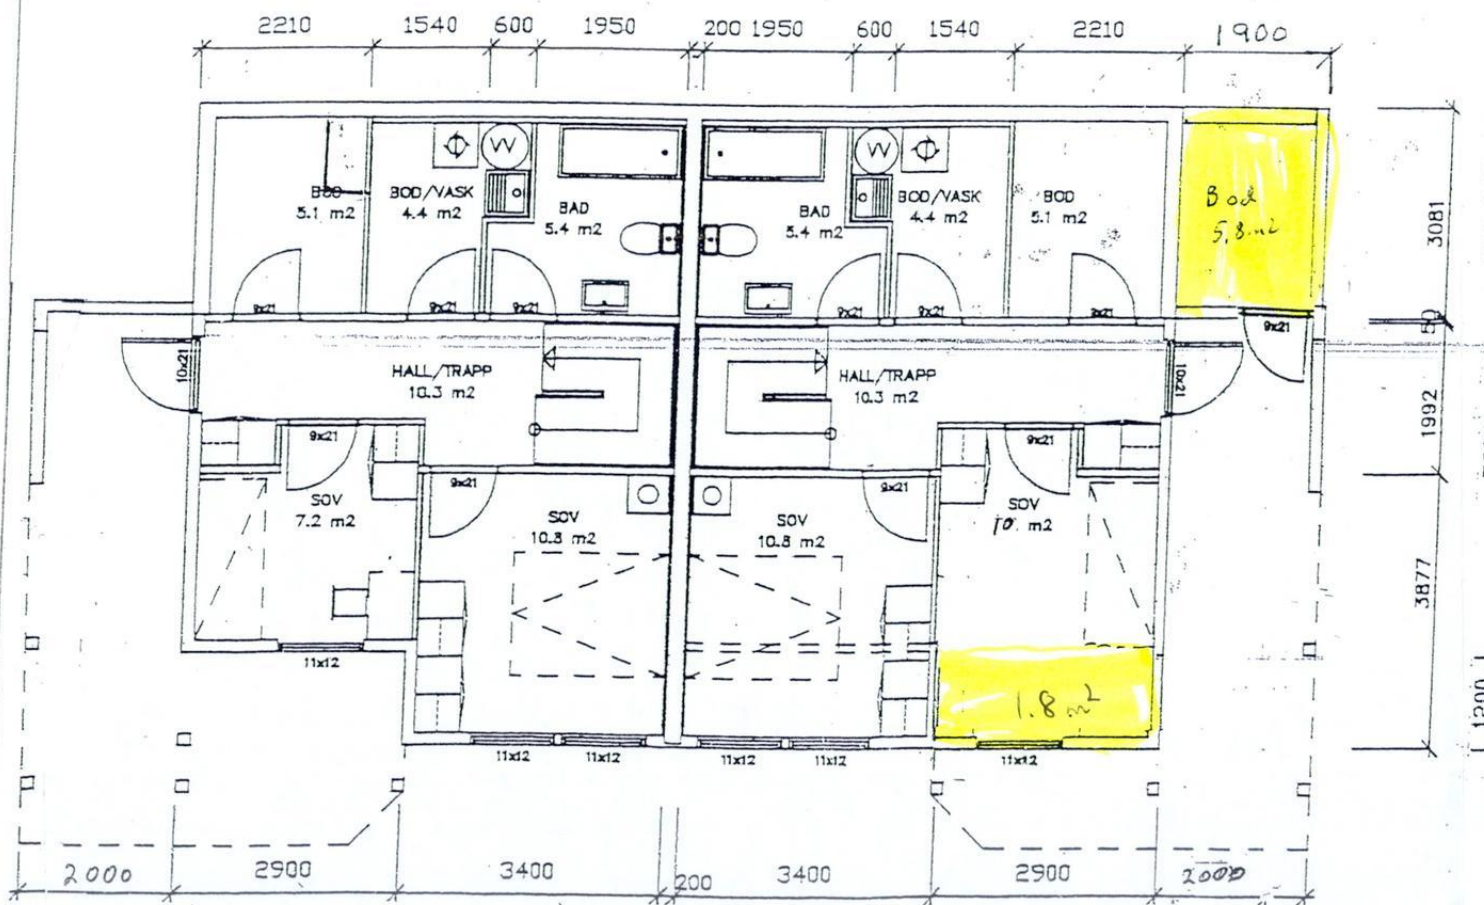 2210 1540 600 1950 200 1950 600 1540 2210 1900
W W
BOD
5.1 m2
BOD/VASK
4.4 m2
BAD
5.4 m2
BAD
5.4 m2
BOD/VASK
4.4 m2
BOD
5.1 m2
Bod
5,8 m2
3081
9x21 9x21 9x21 9x21 9x21 9x21 9x21
50
10x21
HALL/TRAPP
10.3 m2
HALL/TRAPP
10.3 m2
10x21
1992
9x21 9x21
9x21 9x21
SOV
7.2 m2
SOV
10.8 m2
SOV
10.8 m2
SOV
10 m2
3877
11x12
1.8 m2
1200
11x12 11x12 11x12 11x12 11x12
2000 2900 3400 200 3400 2900 2000